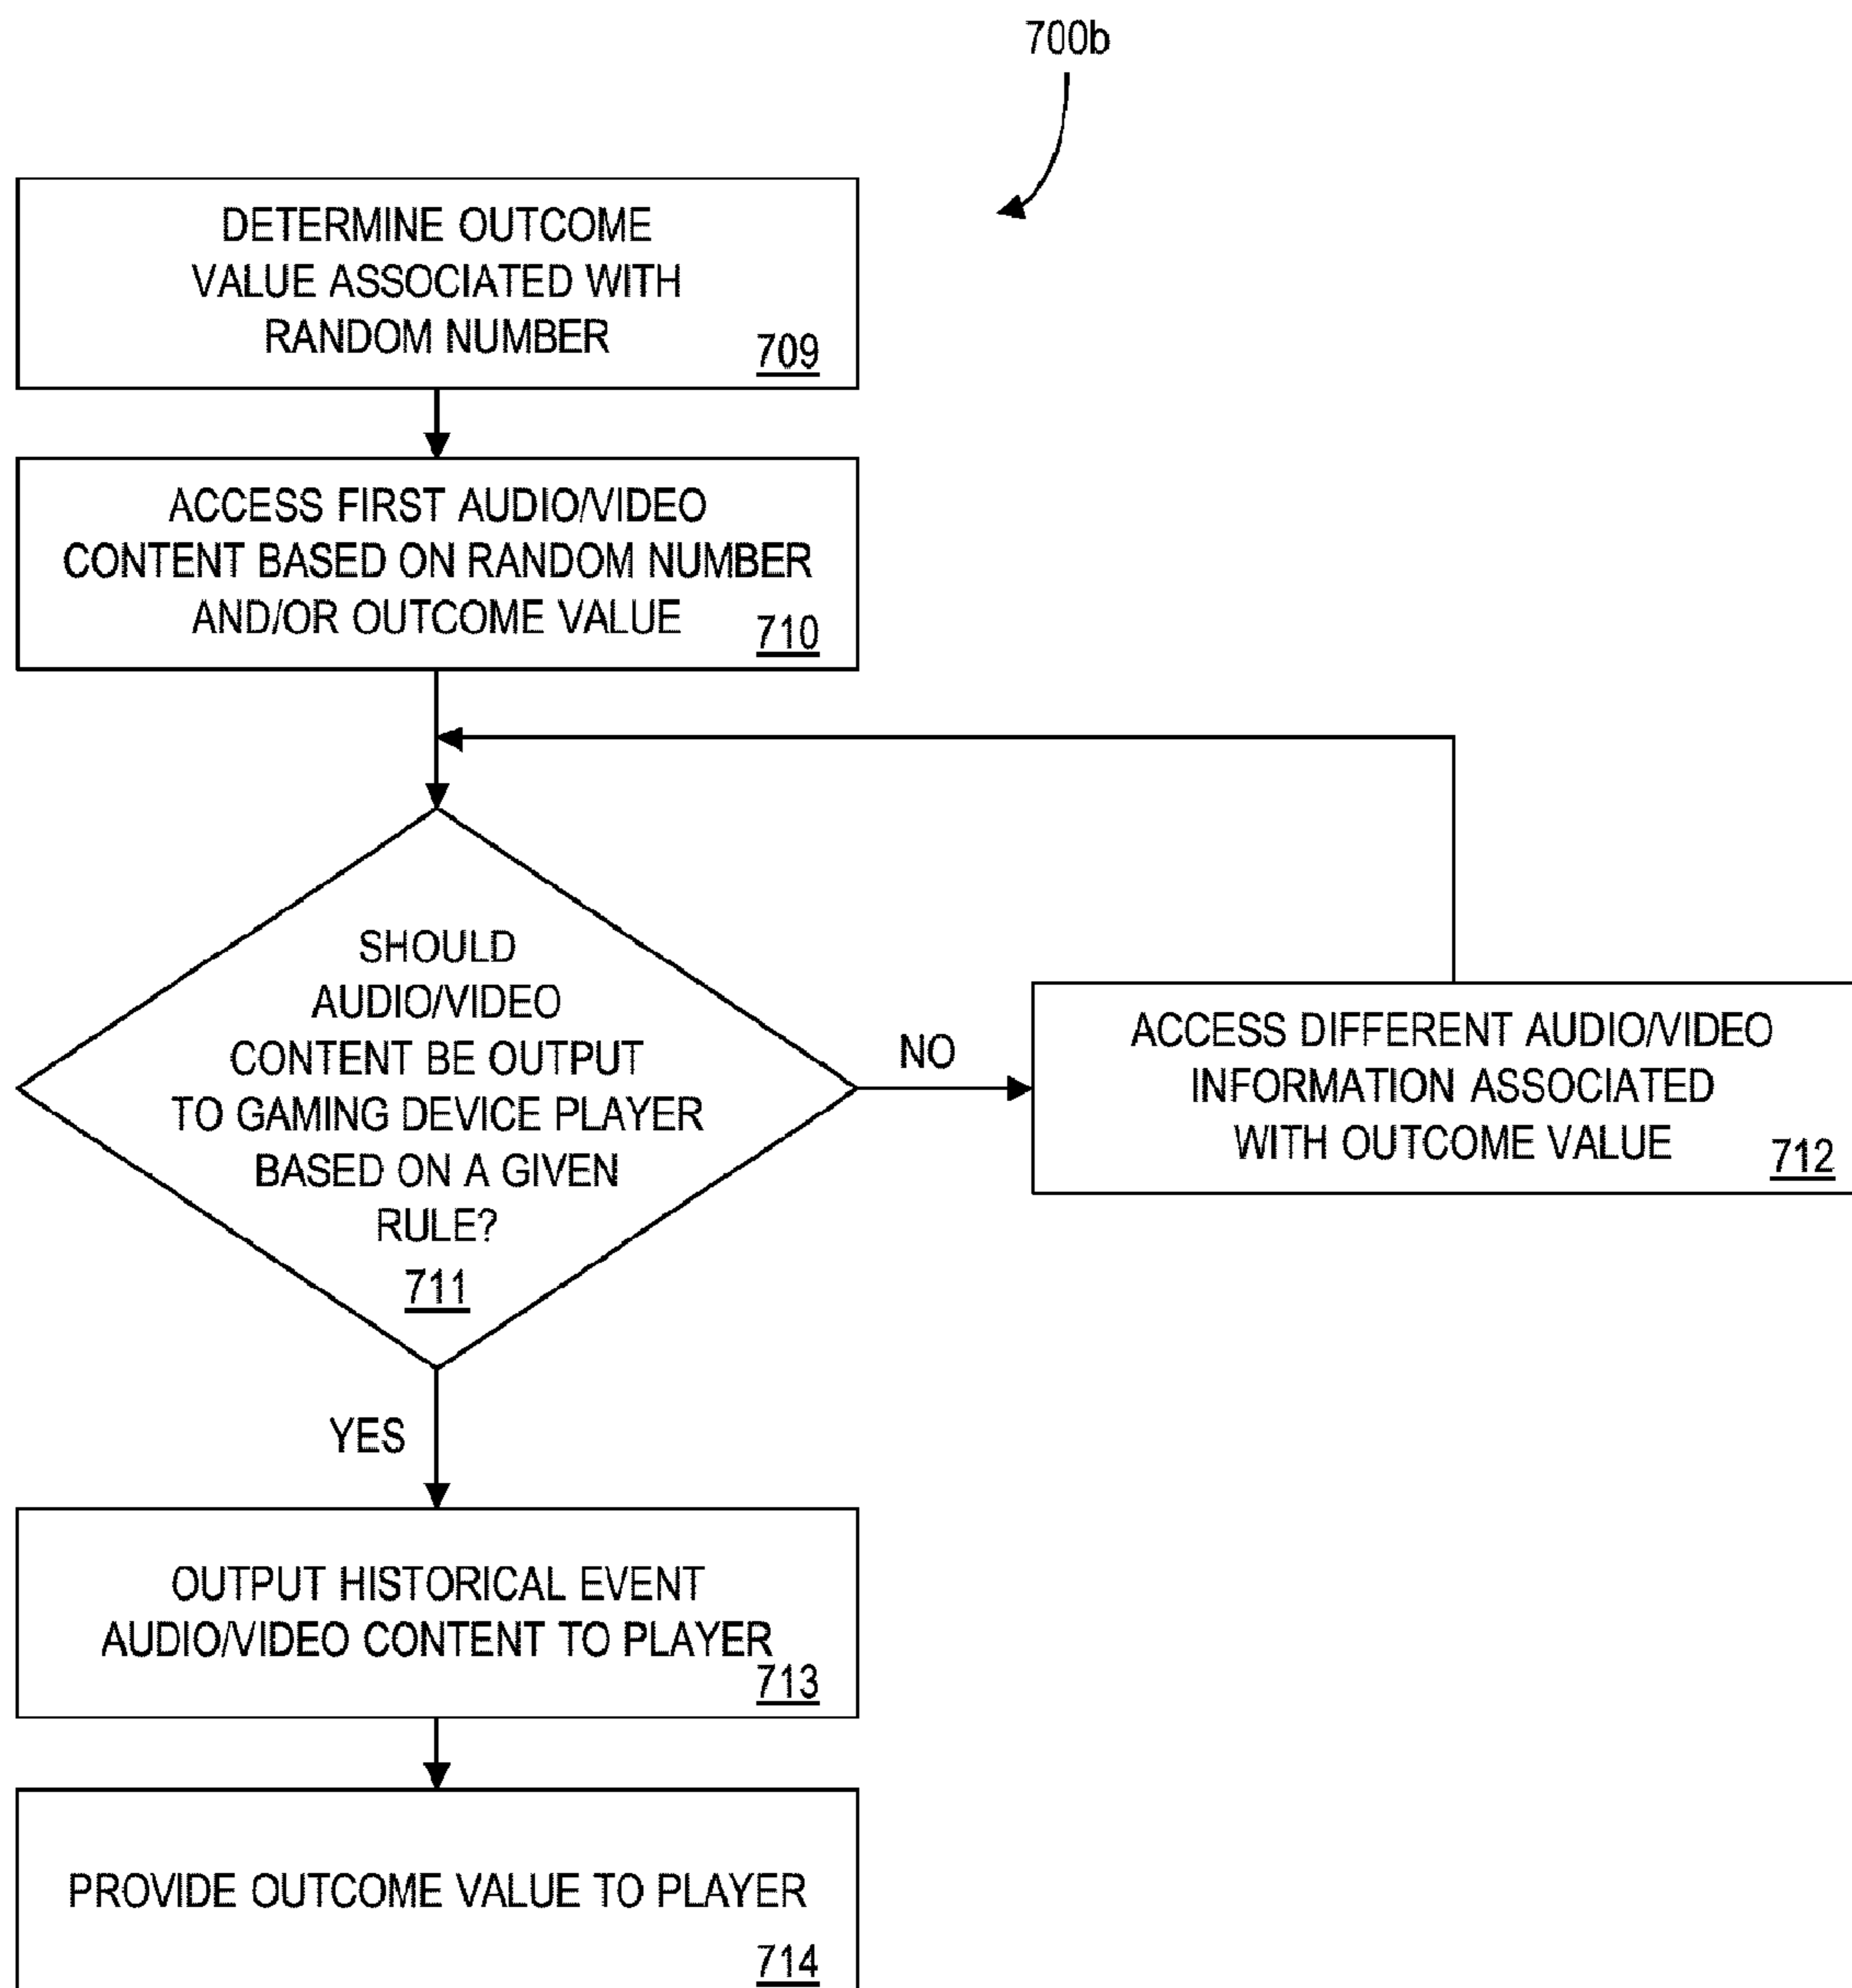 700b
DETERMINE OUTCOME
VALUE ASSOCIATED WITH
RANDOM NUMBER
709
ACCESS FIRST AUDIO/VIDEO
CONTENT BASED ON RANDOM NUMBER
AND/OR OUTCOME VALUE
710
SHOULD
AUDIO/VIDEO
CONTENT BE OUTPUT
TO GAMING DEVICE PLAYER
BASED ON A GIVEN
RULE?
711
NO
ACCESS DIFFERENT AUDIO/VIDEO
INFORMATION ASSOCIATED
WITH OUTCOME VALUE
712
YES
OUTPUT HISTORICAL EVENT
AUDIO/VIDEO CONTENT TO PLAYER
713
PROVIDE OUTCOME VALUE TO PLAYER
714